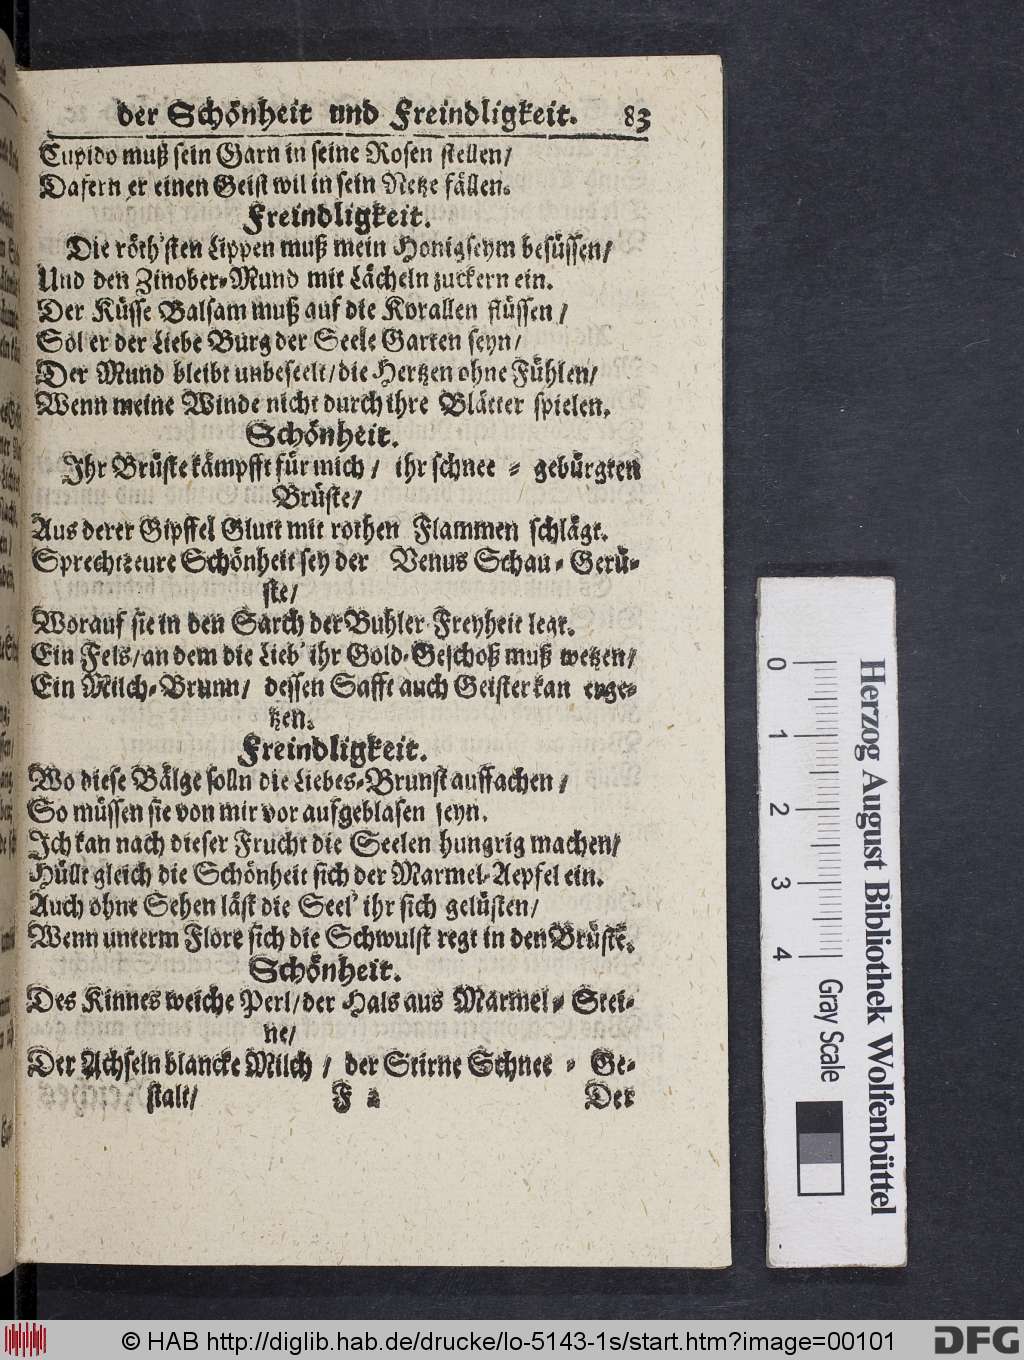 der Schönheit und Freindligkeit. 83
Cupido muß sein Garn in seine Rosen stellen/
Dafern er einen Geist wil in sein Netze fällen.
Freindligkeit.
Die röth'sten Lippen muß mein Honigseym besüssen/
Und den Zinober-Mund mit Lächeln zuckern ein.
Der Küsse Balsam muß auf die Korallen flüssen/
Sol er der Liebe Burg der Seele Garten seyn/
Der Mund bleibt unbeseelt/die Hertzen ohne Fühlen/
Wenn meine Winde nicht durch ihre Blätter spielen.
Schönheit.
Ihr Brüste kämpfft für mich/ ihr schnee-gebürgten
Brüste/
Aus derer Gipffel Glutt mit rothen Flammen schlägt.
Sprecht: eure Schönheit sey der Venus Schau-Gerü-
ste/
Worauf sie in den Sarch der Buhler Freyheit legt.
Ein Fels/an dem die Lieb' ihr Gold-Geschoß muß wetzen/
Ein Milch-Brunn/ dessen Safft auch Geister kan erge-
tzen.
Freindligkeit.
Wo diese Bälge solln die Liebes-Brunst auffachen/
So müssen sie von mir vor aufgeblasen seyn.
Ich kan nach dieser Frucht die Seelen hungrig machen/
Hüllt gleich die Schönheit sich der Marmel-Aepfel ein.
Auch ohne Sehen läst die Seel' ihr sich gelüsten/
Wenn unterm Flore sich die Schwulst regt in den Brüste.
Schönheit.
Des Kinnes weiche Perl/der Hals aus Marmel-Stei-
ne/
Der Achseln blancke Milch/ der Stirne Schnee-Ge-
stalt/ F 2 Der
0 1 2 3 4
Gray Scale
Herzog August Bibliothek Wolfenbüttel
© HAB http://diglib.hab.de/drucke/lo-5143-1s/start.htm?image=00101
DFG